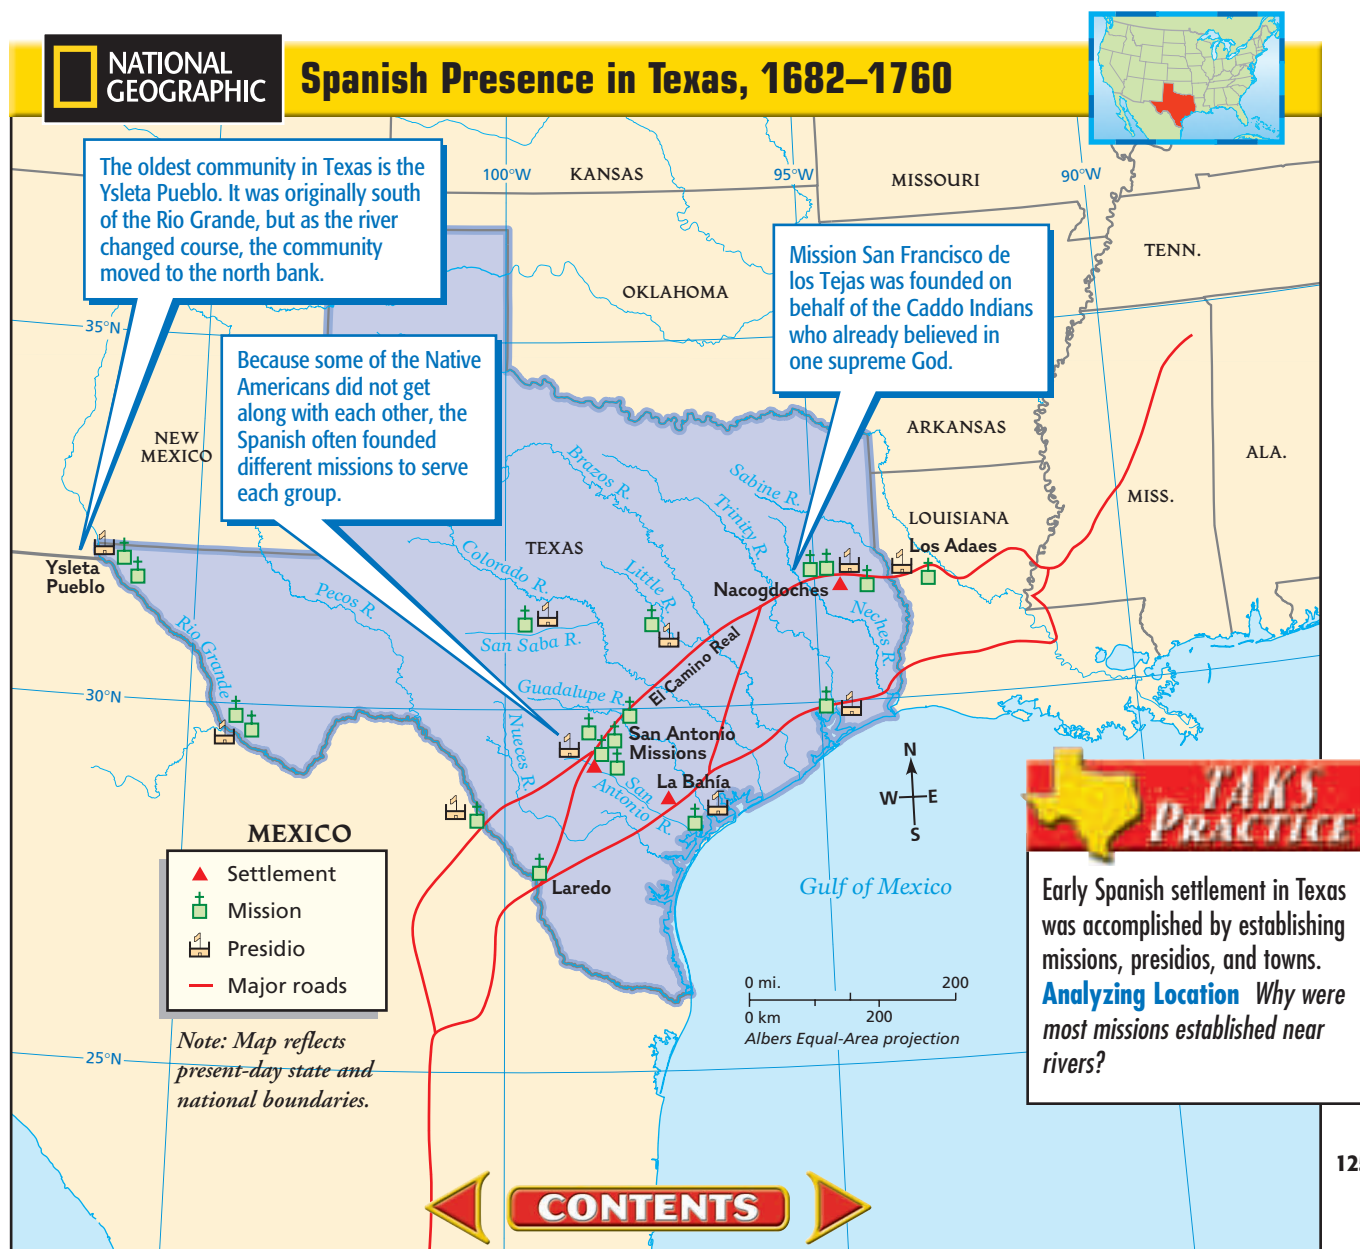 NATIONAL
GEOGRAPHIC
Spanish Presence in Texas, 1682–1760
The oldest community in Texas is the
Ysleta Pueblo. It was originally south
of the Rio Grande, but as the river
changed course, the community
moved to the north bank.
100°W
KANSAS
95°W
MISSOURI
90°W
TENN.
Mission San Francisco de
los Tejas was founded on
behalf of the Caddo Indians
who already believed in
one supreme God.
OKLAHOMA
35°N
Because some of the Native
Americans did not get
along with each other, the
Spanish often founded
different missions to serve
each group.
NEW
MEXICO
ARKANSAS
ALA.
MISS.
Brazos R.
Sabine R.
Trinity R.
LOUISIANA
Los Adaes
TEXAS
Colorado R.
Little R.
Ysleta
Pueblo
Pecos R.
Nacogdoches
Neches R.
Rio Grande
San Saba R.
El Camino Real
30°N
Guadalupe R.
Nueces R.
San Antonio
Missions
La Bahía
San
Antonio R.
N
W
E
S
MEXICO
Settlement
Mission
Presidio
Major roads
Laredo
Gulf of Mexico
0 mi.
200
0 km
200
Albers Equal-Area projection
Note: Map reflects
present-day state and
national boundaries.
25°N
TAKS
PRACTICE
Early Spanish settlement in Texas
was accomplished by establishing
missions, presidios, and towns.
Analyzing Location Why were
most missions established near
rivers?
CONTENTS